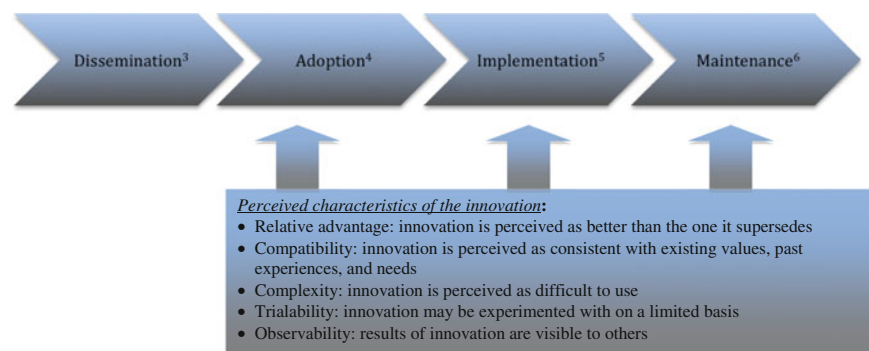 Dissemination³ Adoption⁴ Implementation⁵ Maintenance⁶
Perceived characteristics of the innovation:
• Relative advantage: innovation is perceived as better than the one it supersedes
• Compatibility: innovation is perceived as consistent with existing values, past
experiences, and needs
• Complexity: innovation is perceived as difficult to use
• Trialability: innovation may be experimented with on a limited basis
• Observability: results of innovation are visible to others